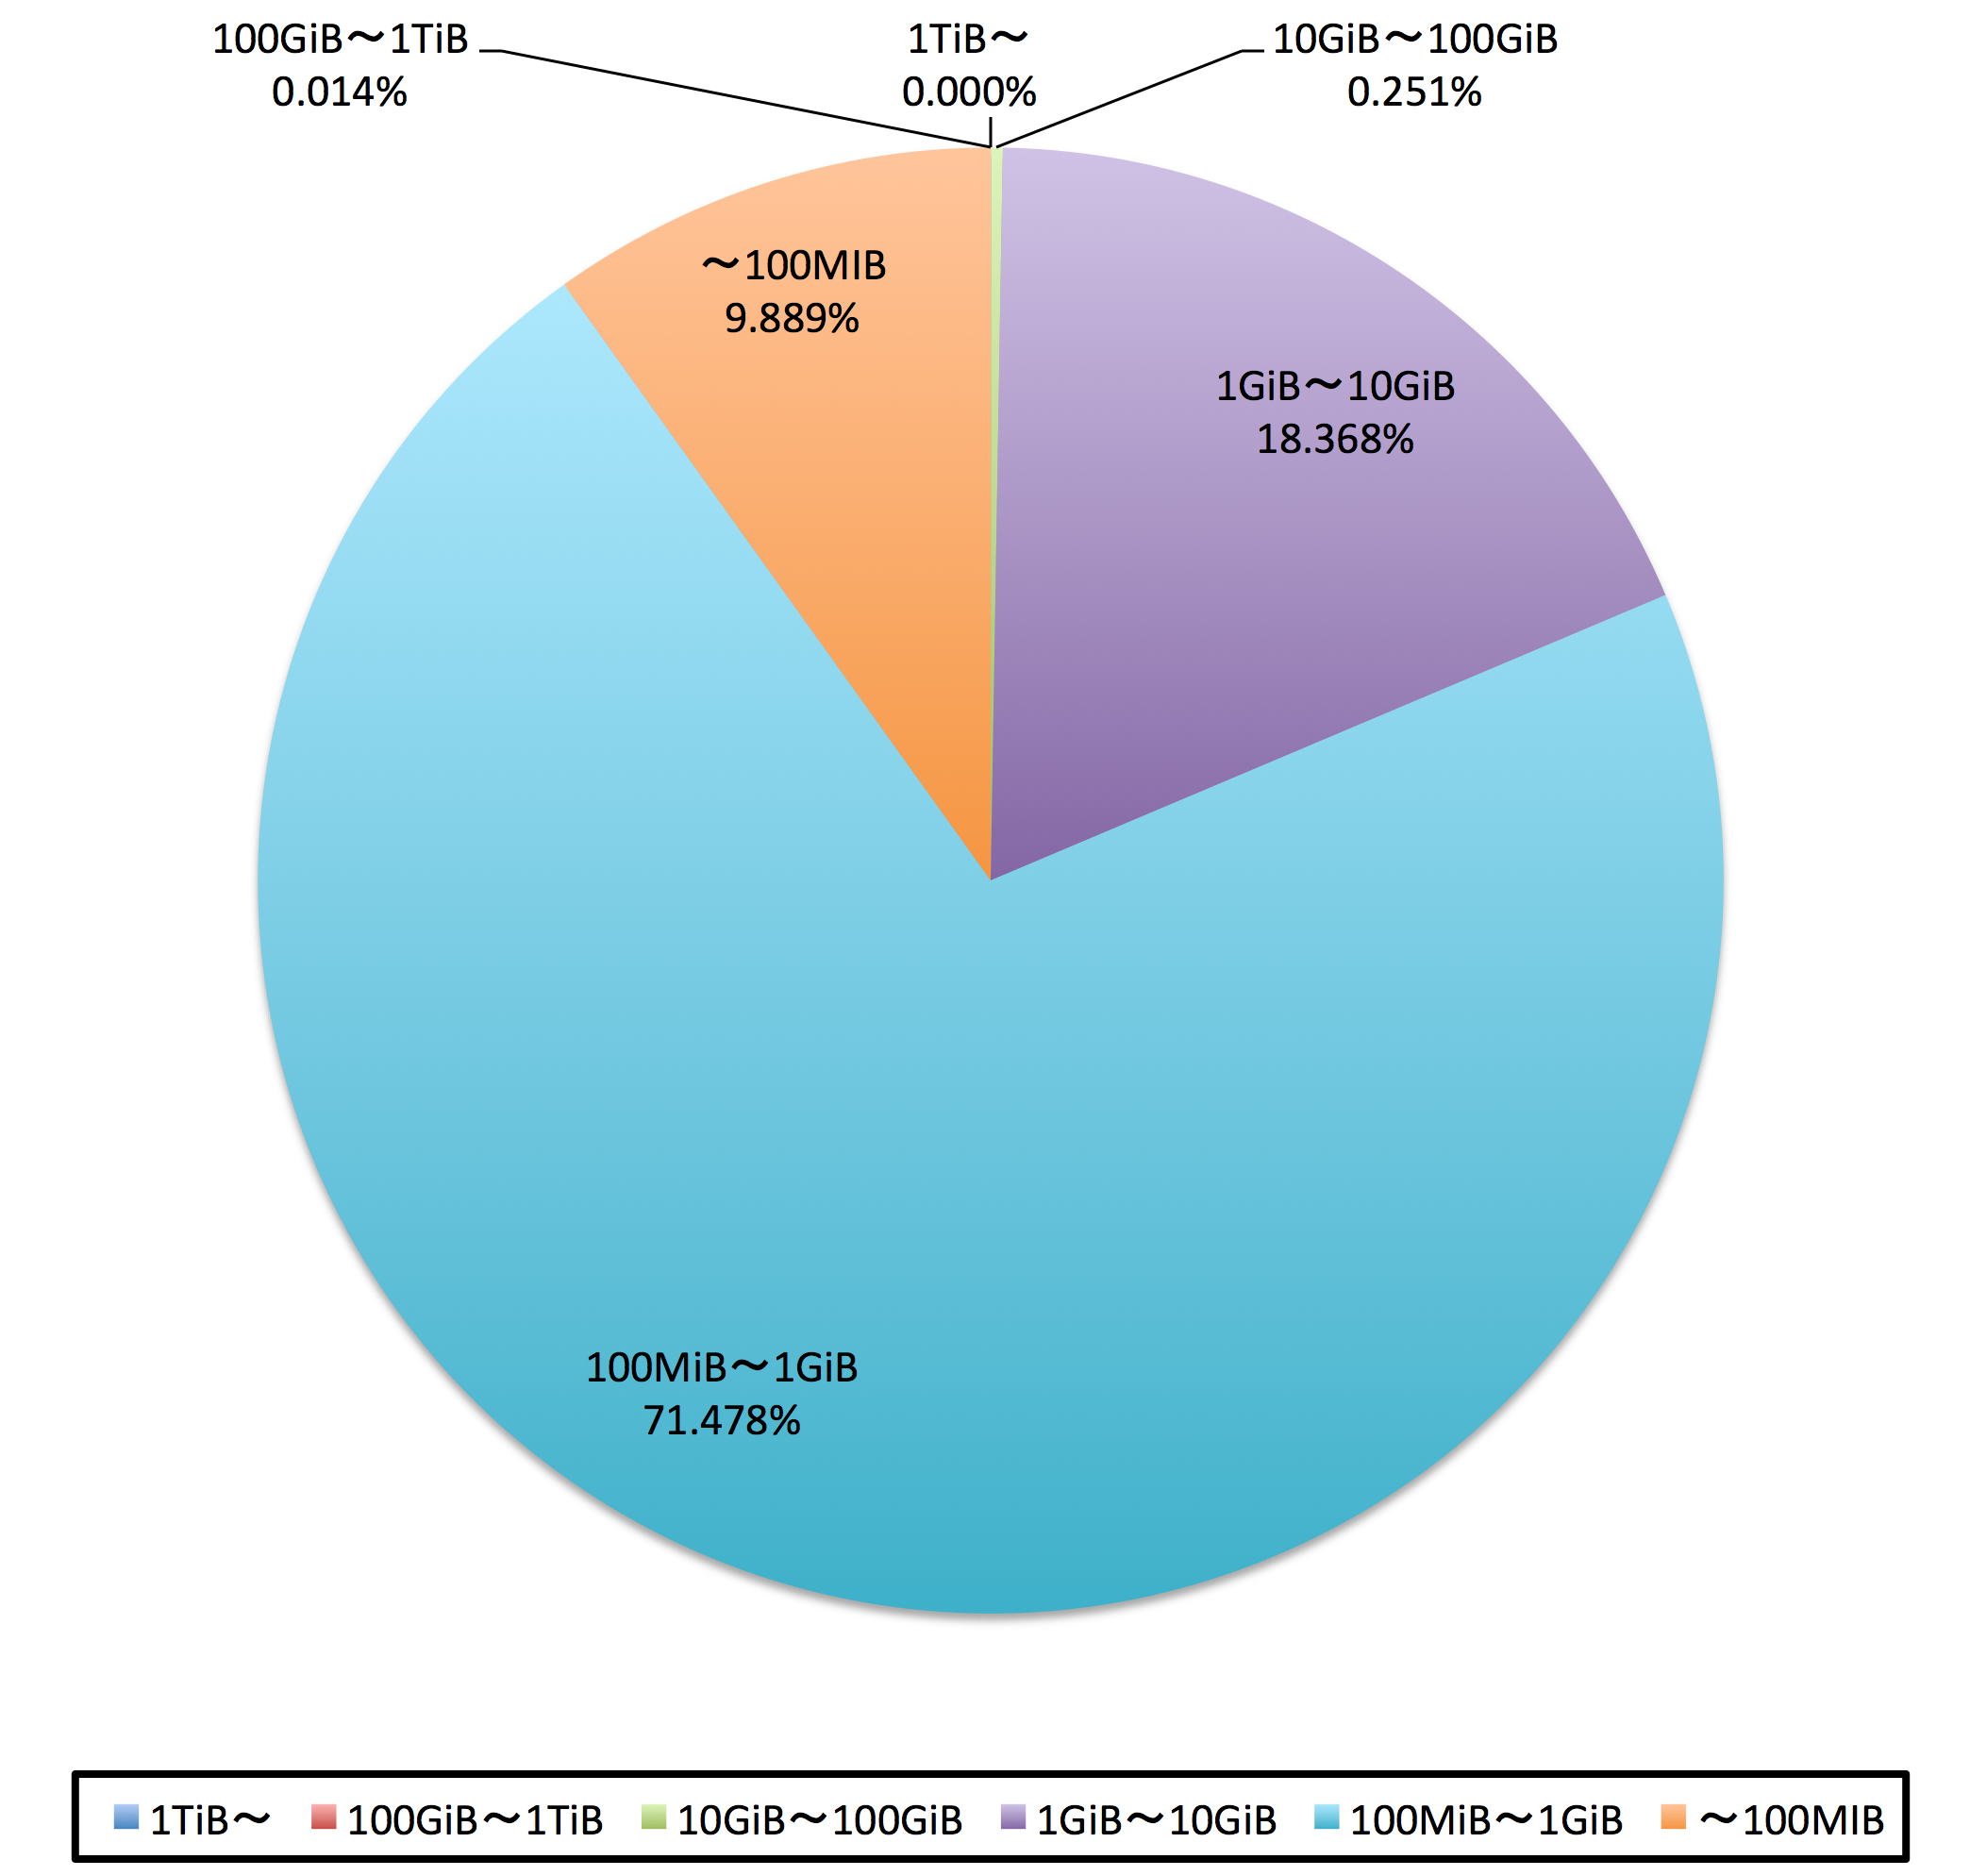 100GiB～1TiB
0.014%
1TiB～
0.000%
10GiB～100GiB
0.251%
～100MIB
9.889%
1GiB～10GiB
18.368%
100MiB～1GiB
71.478%
1TiB～ 100GiB～1TiB 10GiB～100GiB 1GiB～10GiB 100MiB～1GiB ～100MIB